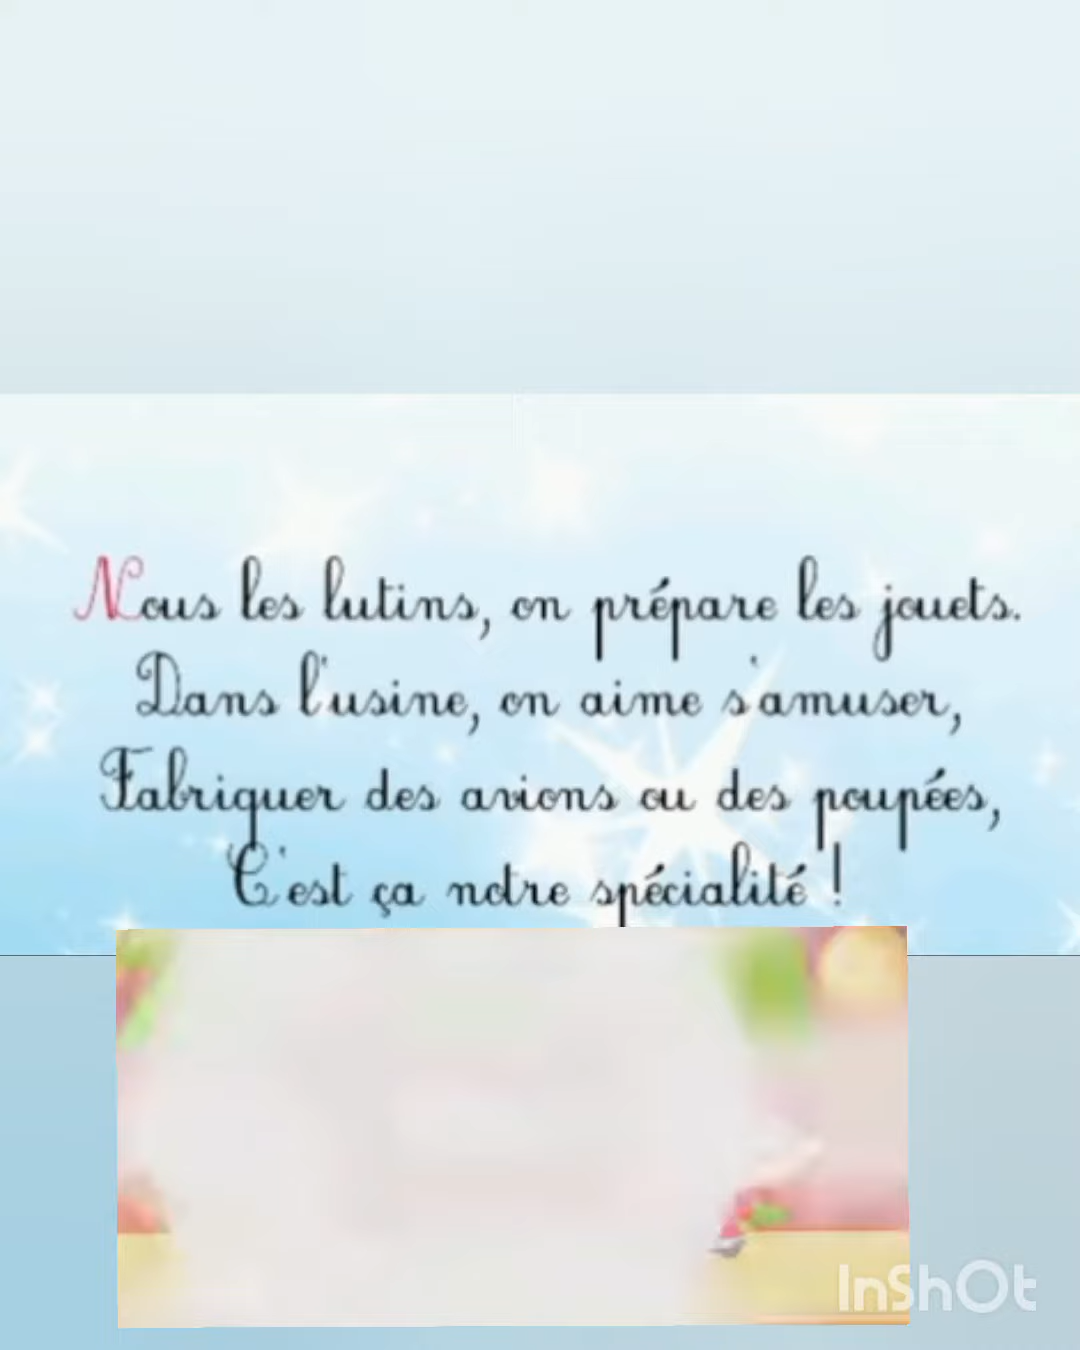 Nous les lutins, on prépare les jouets.
Dans l'usine, on aime s'amuser,
Fabriquer des avions ou des poupées,
C'est ça notre spécialité !
InShOt